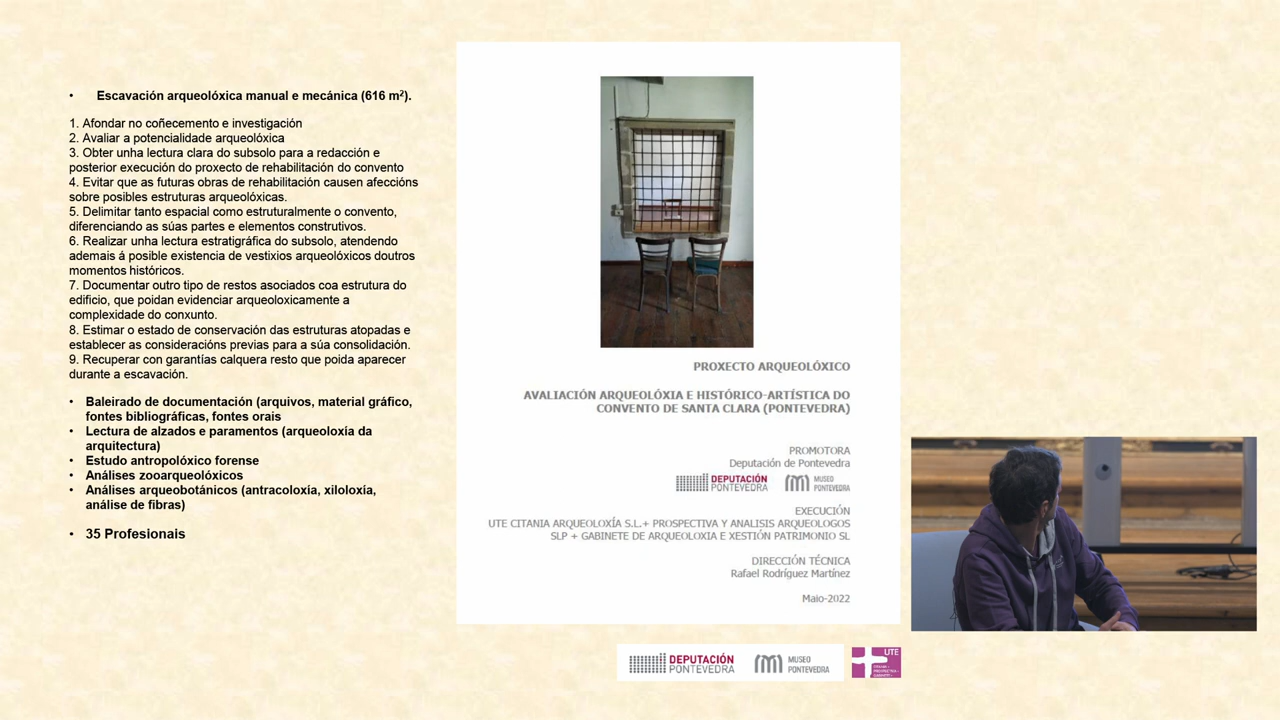 • Escavación arqueolóxica manual e mecánica (616 m²).
1. Afondar no coñecemento e investigación
2. Avaliar a potencialidade arqueolóxica
3. Obter unha lectura clara do subsolo para a redacción e
posterior execución do proxecto de rehabilitación do convento
4. Evitar que as futuras obras de rehabilitación causen afeccións
sobre posibles estruturas arqueolóxicas.
5. Delimitar tanto espacial como estruturalmente o convento,
diferenciando as súas partes e elementos construtivos.
6. Realizar unha lectura estratigráfica do subsolo, atendendo
ademais á posible existencia de vestixios arqueolóxicos doutros
momentos históricos.
7. Documentar outro tipo de restos asociados coa estrutura do
edificio, que poidan evidenciar arqueoloxicamente a
complexidade do conxunto.
8. Estimar o estado de conservación das estruturas atopadas e
establecer as consideracións previas para a súa consolidación.
9. Recuperar con garantías calquera resto que poida aparecer
durante a escavación.
• Baleirado de documentación (arquivos, material gráfico,
fontes bibliográficas, fontes orais
• Lectura de alzados e paramentos (arqueoloxía da
arquitectura)
• Estudo antropolóxico forense
• Análises zooarqueolóxicos
• Análises arqueobotánicos (antracoloxía, xiloloxia,
análise de fibras)
• 35 Profesionais
PROXECTO ARQUEOLÓXICO
AVALIACIÓN ARQUEOLÓXIA E HISTÓRICO-ARTÍSTICA DO
CONVENTO DE SANTA CLARA (PONTEVEDRA)
PROMOTORA
Deputación de Pontevedra
DEPUTACIÓN
PONTEVEDRA
MUSEO
PONTEVEDRA
EXECUCIÓN
UTE CITANIA ARQUEOLOXÍA S.L.+ PROSPECTIVA Y ANALISIS ARQUEOLOGOS
SLP + GABINETE DE ARQUEOLOXIA E XESTIÓN PATRIMONIO SL
DIRECCIÓN TÉCNICA
Rafael Rodríguez Martínez
Maio-2022
DEPUTACIÓN
PONTEVEDRA
MUSEO
PONTEVEDRA
UTE